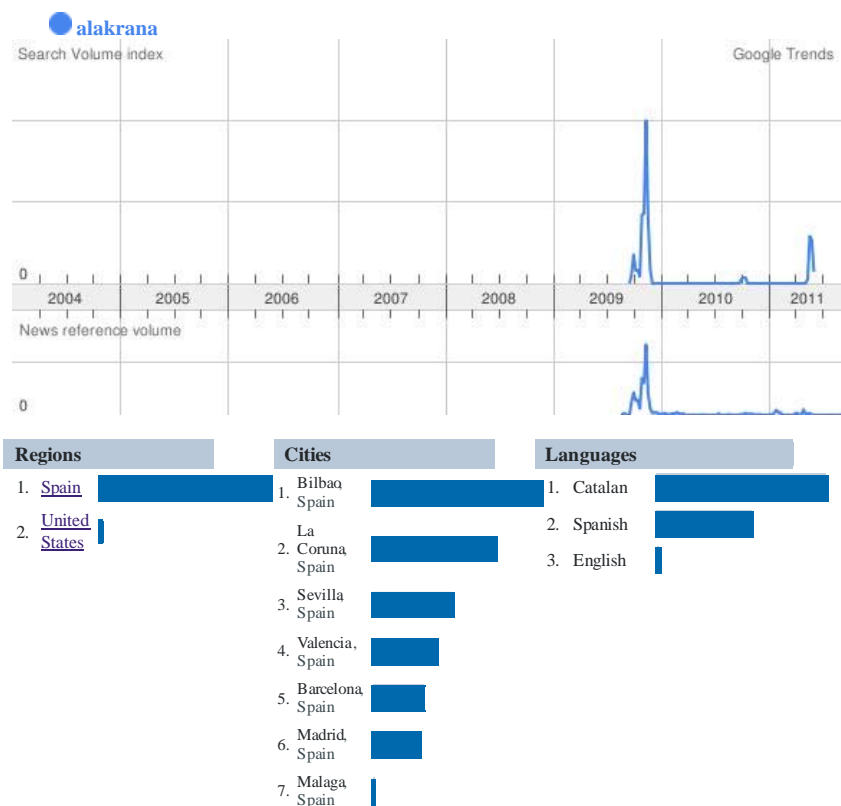 alakrana
Search Volume index
Google Trends
0
2004 2005 2006 2007 2008 2009 2010 2011
News reference volume
0
Regions
1. Spain
2. United
States
Cities
1. Bilbao,
Spain
2. La
Coruna,
Spain
3. Sevilla,
Spain
4. Valencia,
Spain
5. Barcelona,
Spain
6. Madrid,
Spain
7. Malaga,
Spain
Languages
1. Catalan
2. Spanish
3. English